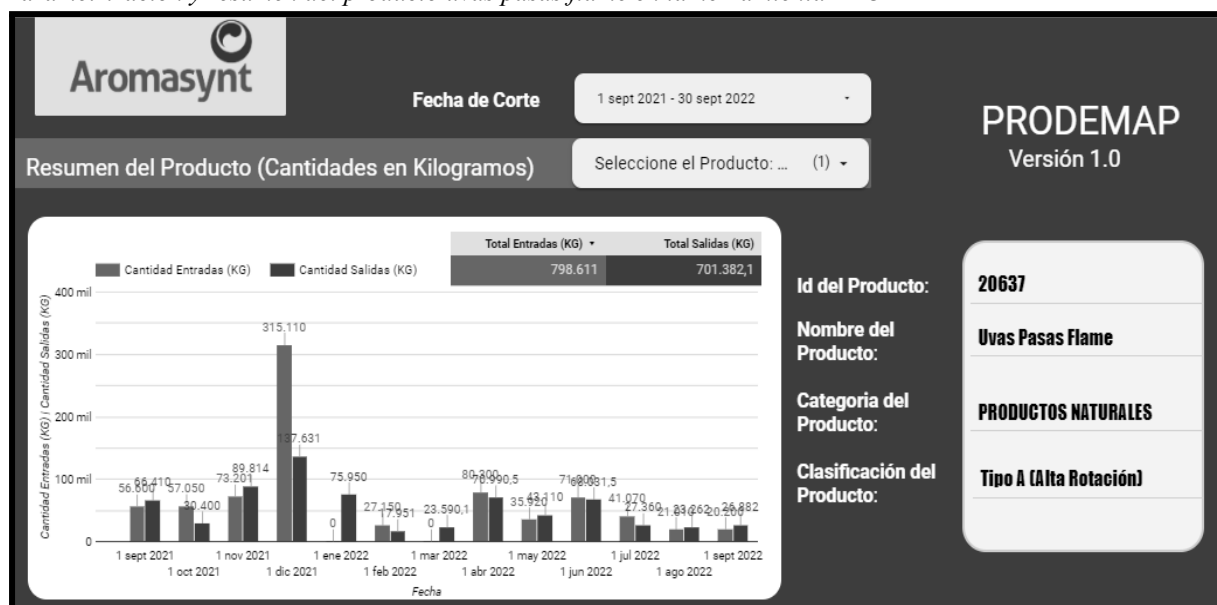 Aromasynt
Fecha de Corte
1 sept 2021 - 30 sept 2022
PRODEMAP
Versión 1.0
Resumen del Producto (Cantidades en Kilogramos)
Seleccione el Producto: ... (1)
Total Entradas (KG) Total Salidas (KG)
798.611 701.382,1
Cantidad Entradas (KG) Cantidad Salidas (KG)
Cantidad Entradas (KG) | Cantidad Salidas (KG)
400 mil
300 mil
200 mil
100 mil
0
56.600 66.410 57.050 30.400 73.201 89.814 315.110 137.631 0 75.950 27.150 17.951 0 23.590,1 80.200 70.990,5 35.920 43.110 71.000 41.070 27.360 23.262 20.200 26.882
1 sept 2021 1 nov 2021 1 ene 2022 1 mar 2022 1 may 2022 1 jul 2022 1 sept 2022
1 oct 2021 1 dic 2021 1 feb 2022 1 abr 2022 1 jun 2022 1 ago 2022
Fecha
Id del Producto:
20637
Nombre del
Producto:
Uvas Pasas Flame
Categoria del
Producto:
PRODUCTOS NATURALES
Clasificación del
Producto:
Tipo A (Alta Rotación)